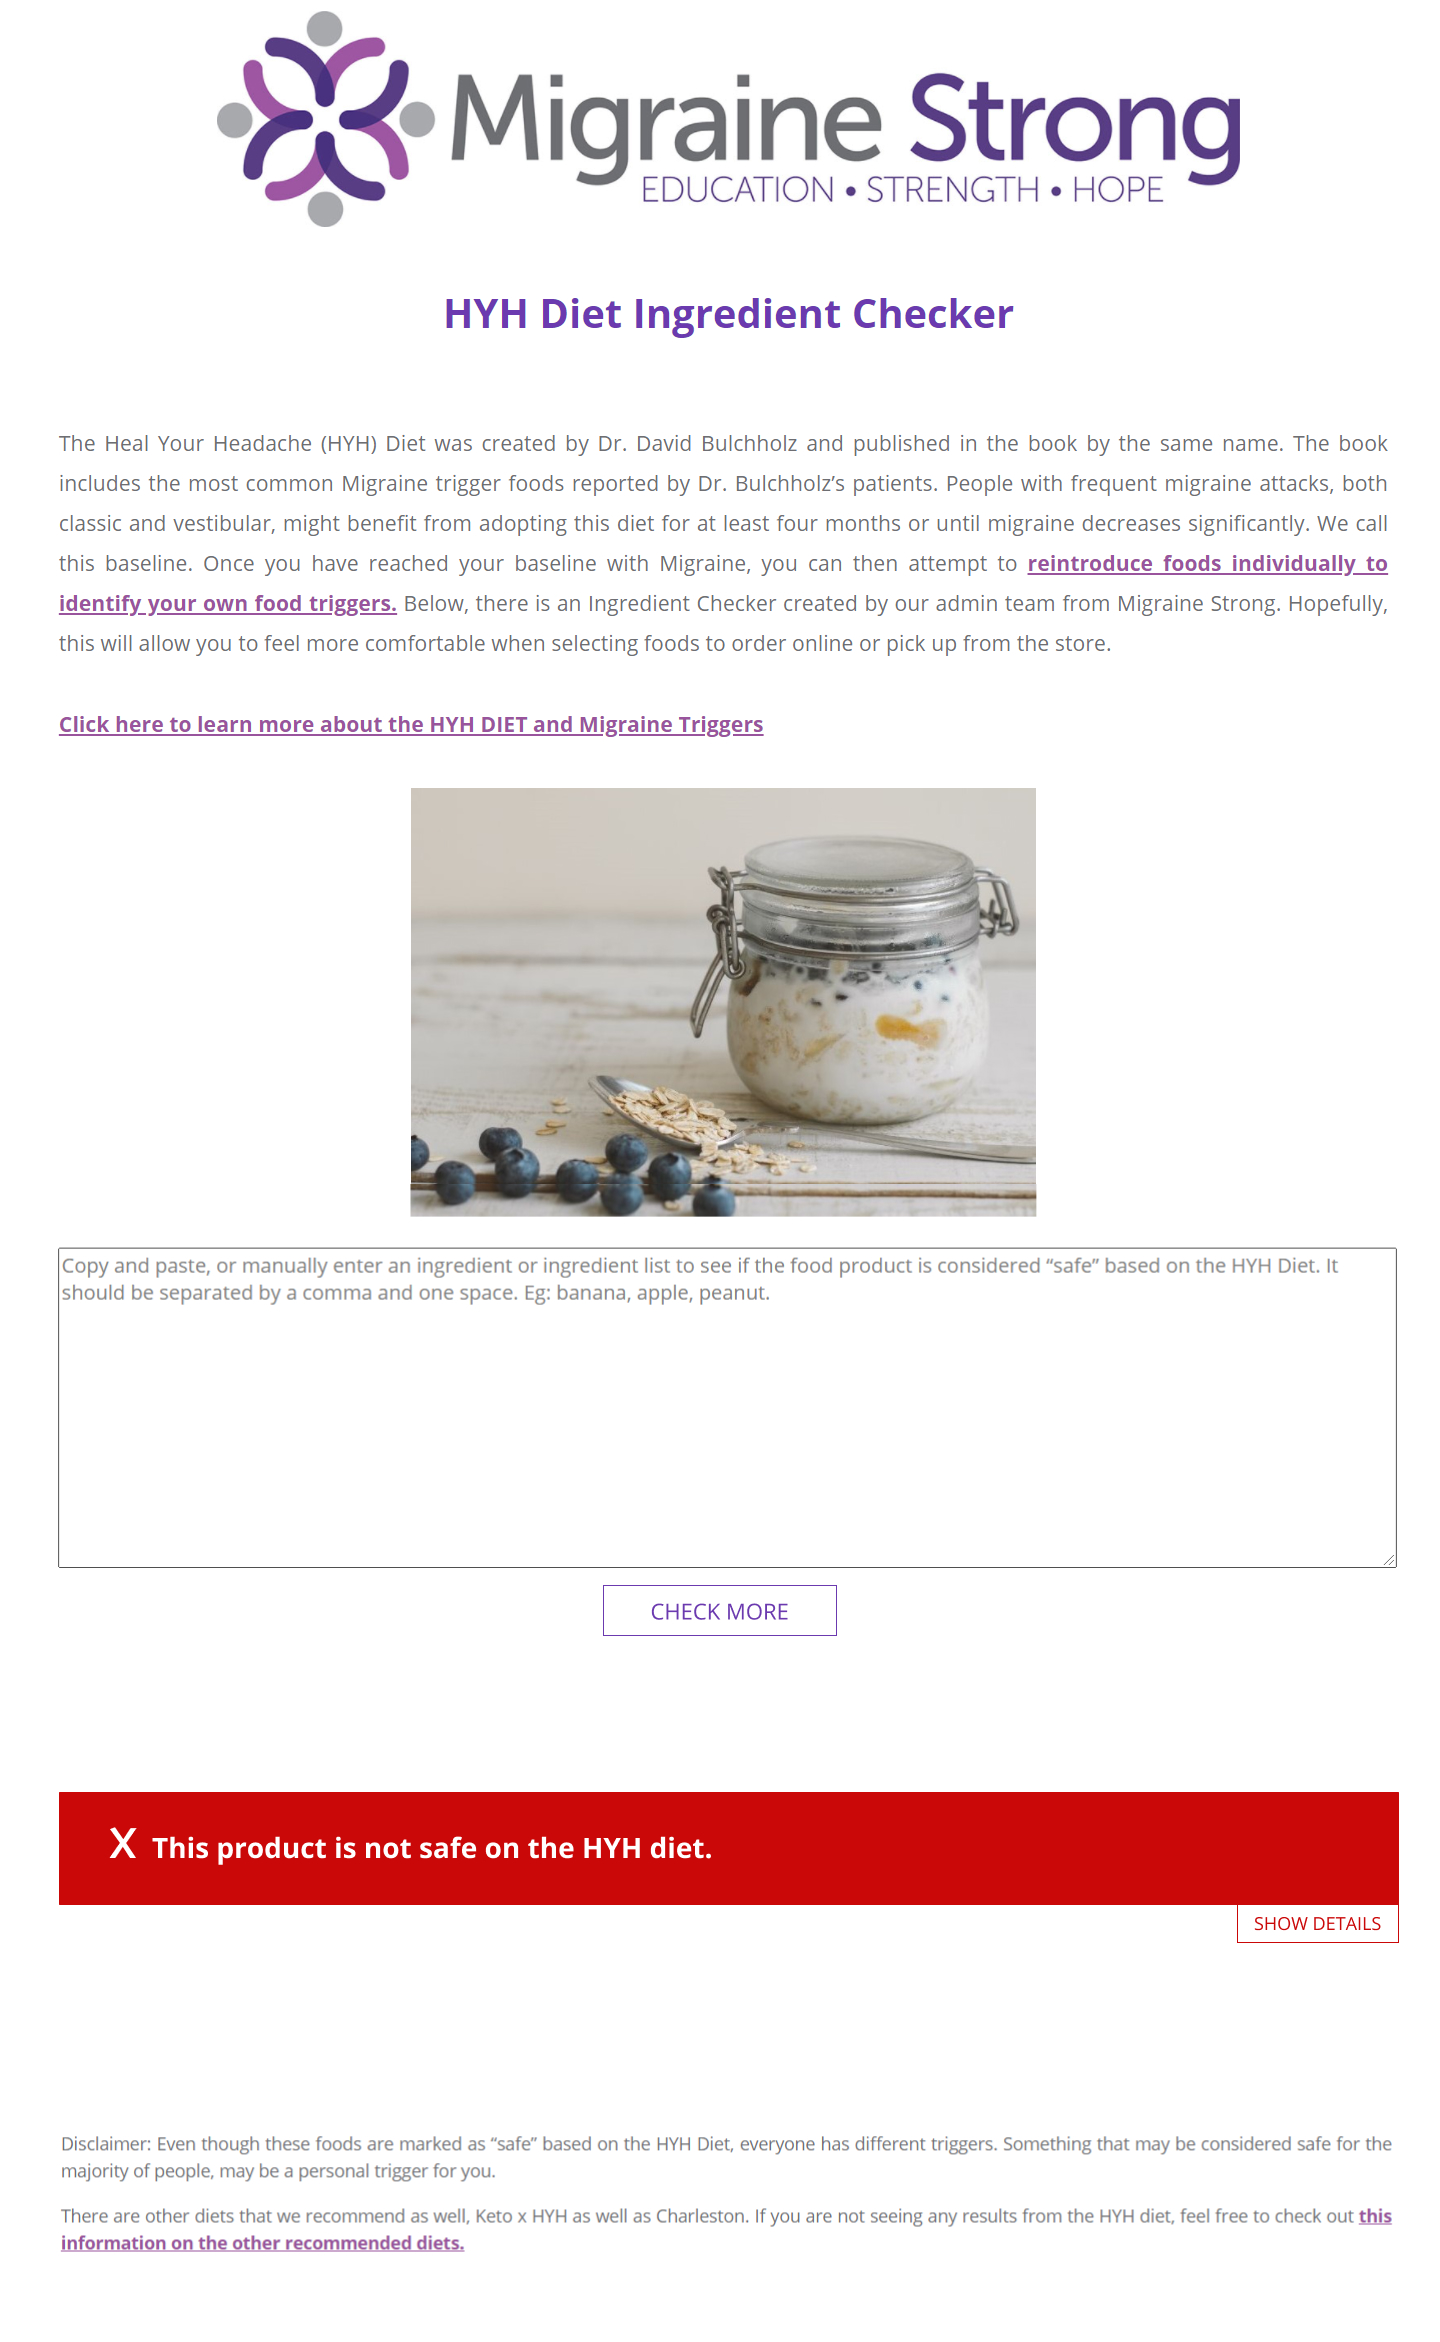 Migraine Strong
EDUCATION • STRENGTH • HOPE
HYH Diet Ingredient Checker
The Heal Your Headache (HYH) Diet was created by Dr. David Bulchholz and published in the book by the same name. The book
includes the most common Migraine trigger foods reported by Dr. Bulchholz’s patients. People with frequent migraine attacks, both
classic and vestibular, might benefit from adopting this diet for at least four months or until migraine decreases significantly. We call
this baseline. Once you have reached your baseline with Migraine, you can then attempt to reintroduce foods individually to
identify your own food triggers. Below, there is an Ingredient Checker created by our admin team from Migraine Strong. Hopefully,
this will allow you to feel more comfortable when selecting foods to order online or pick up from the store.
Click here to learn more about the HYH DIET and Migraine Triggers
Copy and paste, or manually enter an ingredient or ingredient list to see if the food product is considered “safe” based on the HYH Diet. It
should be separated by a comma and one space. Eg: banana, apple, peanut.
CHECK MORE
X This product is not safe on the HYH diet.
SHOW DETAILS
Disclaimer: Even though these foods are marked as “safe” based on the HYH Diet, everyone has different triggers. Something that may be considered safe for the
majority of people, may be a personal trigger for you.
There are other diets that we recommend as well, Keto x HYH as well as Charleston. If you are not seeing any results from the HYH diet, feel free to check out this
information on the other recommended diets.